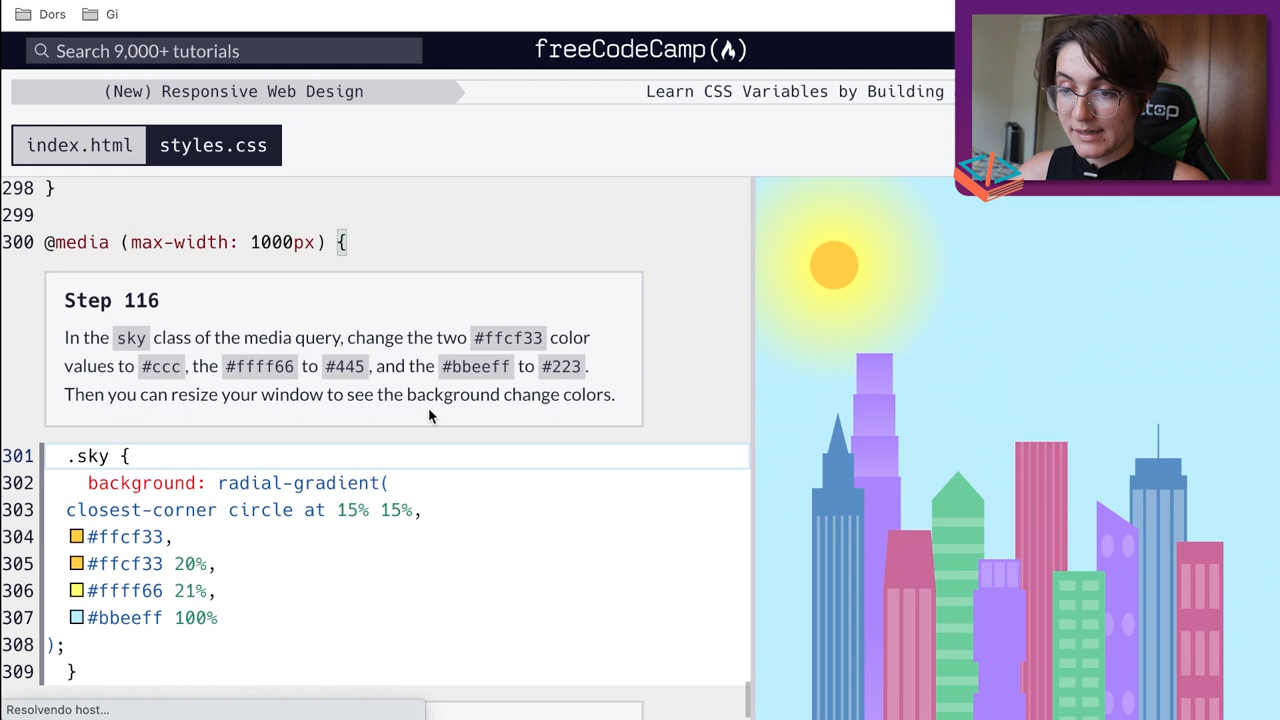 Dors Gi
Search 9,000+ tutorials
freeCodeCamp
(New) Responsive Web Design
Learn CSS Variables by Building
index.html styles.css
298 }
299
300 @media (max-width: 1000px) {
Step 116
In the sky class of the media query, change the two #ffcf33 color
values to #ccc, the #ffff66 to #445, and the #bbeeff to #223.
Then you can resize your window to see the background change colors.
301 .sky {
302 background: radial-gradient(
303 closest-corner circle at 15% 15%,
304 #ffcf33,
305 #ffcf33 20%,
306 #ffff66 21%,
307 #bbeeff 100%
308 );
309 }
Resolvendo host...